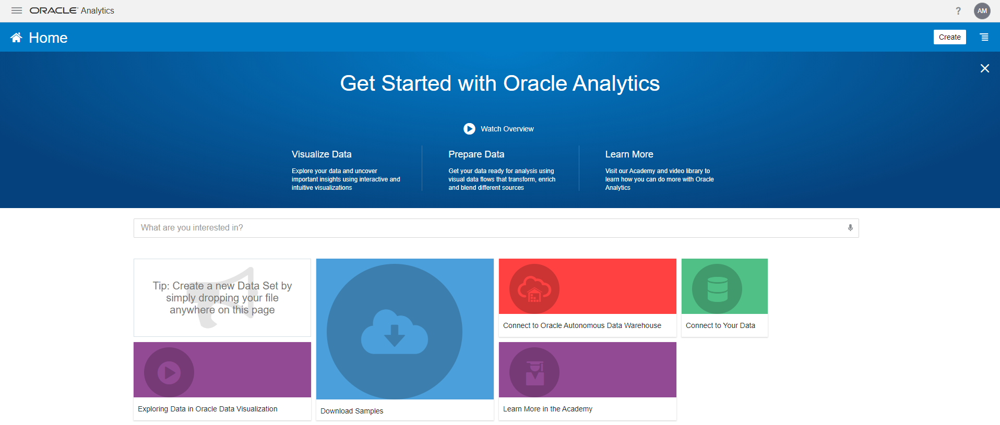 ORACLE Analytics
?
AM
Home
Create
Get Started with Oracle Analytics
Watch Overview
Visualize Data
Explore your data and uncover
important insights using interactive and
intuitive visualizations
Prepare Data
Get your data ready for analysis using
visual data flows that transform, enrich
and blend different sources
Learn More
Visit our Academy and video library to
learn how you can do more with Oracle
Analytics
What are you interested in?
Tip: Create a new Data Set by
simply dropping your file
anywhere on this page
Exploring Data in Oracle Data Visualization
Download Samples
Connect to Oracle Autonomous Data Warehouse
Learn More in the Academy
Connect to Your Data